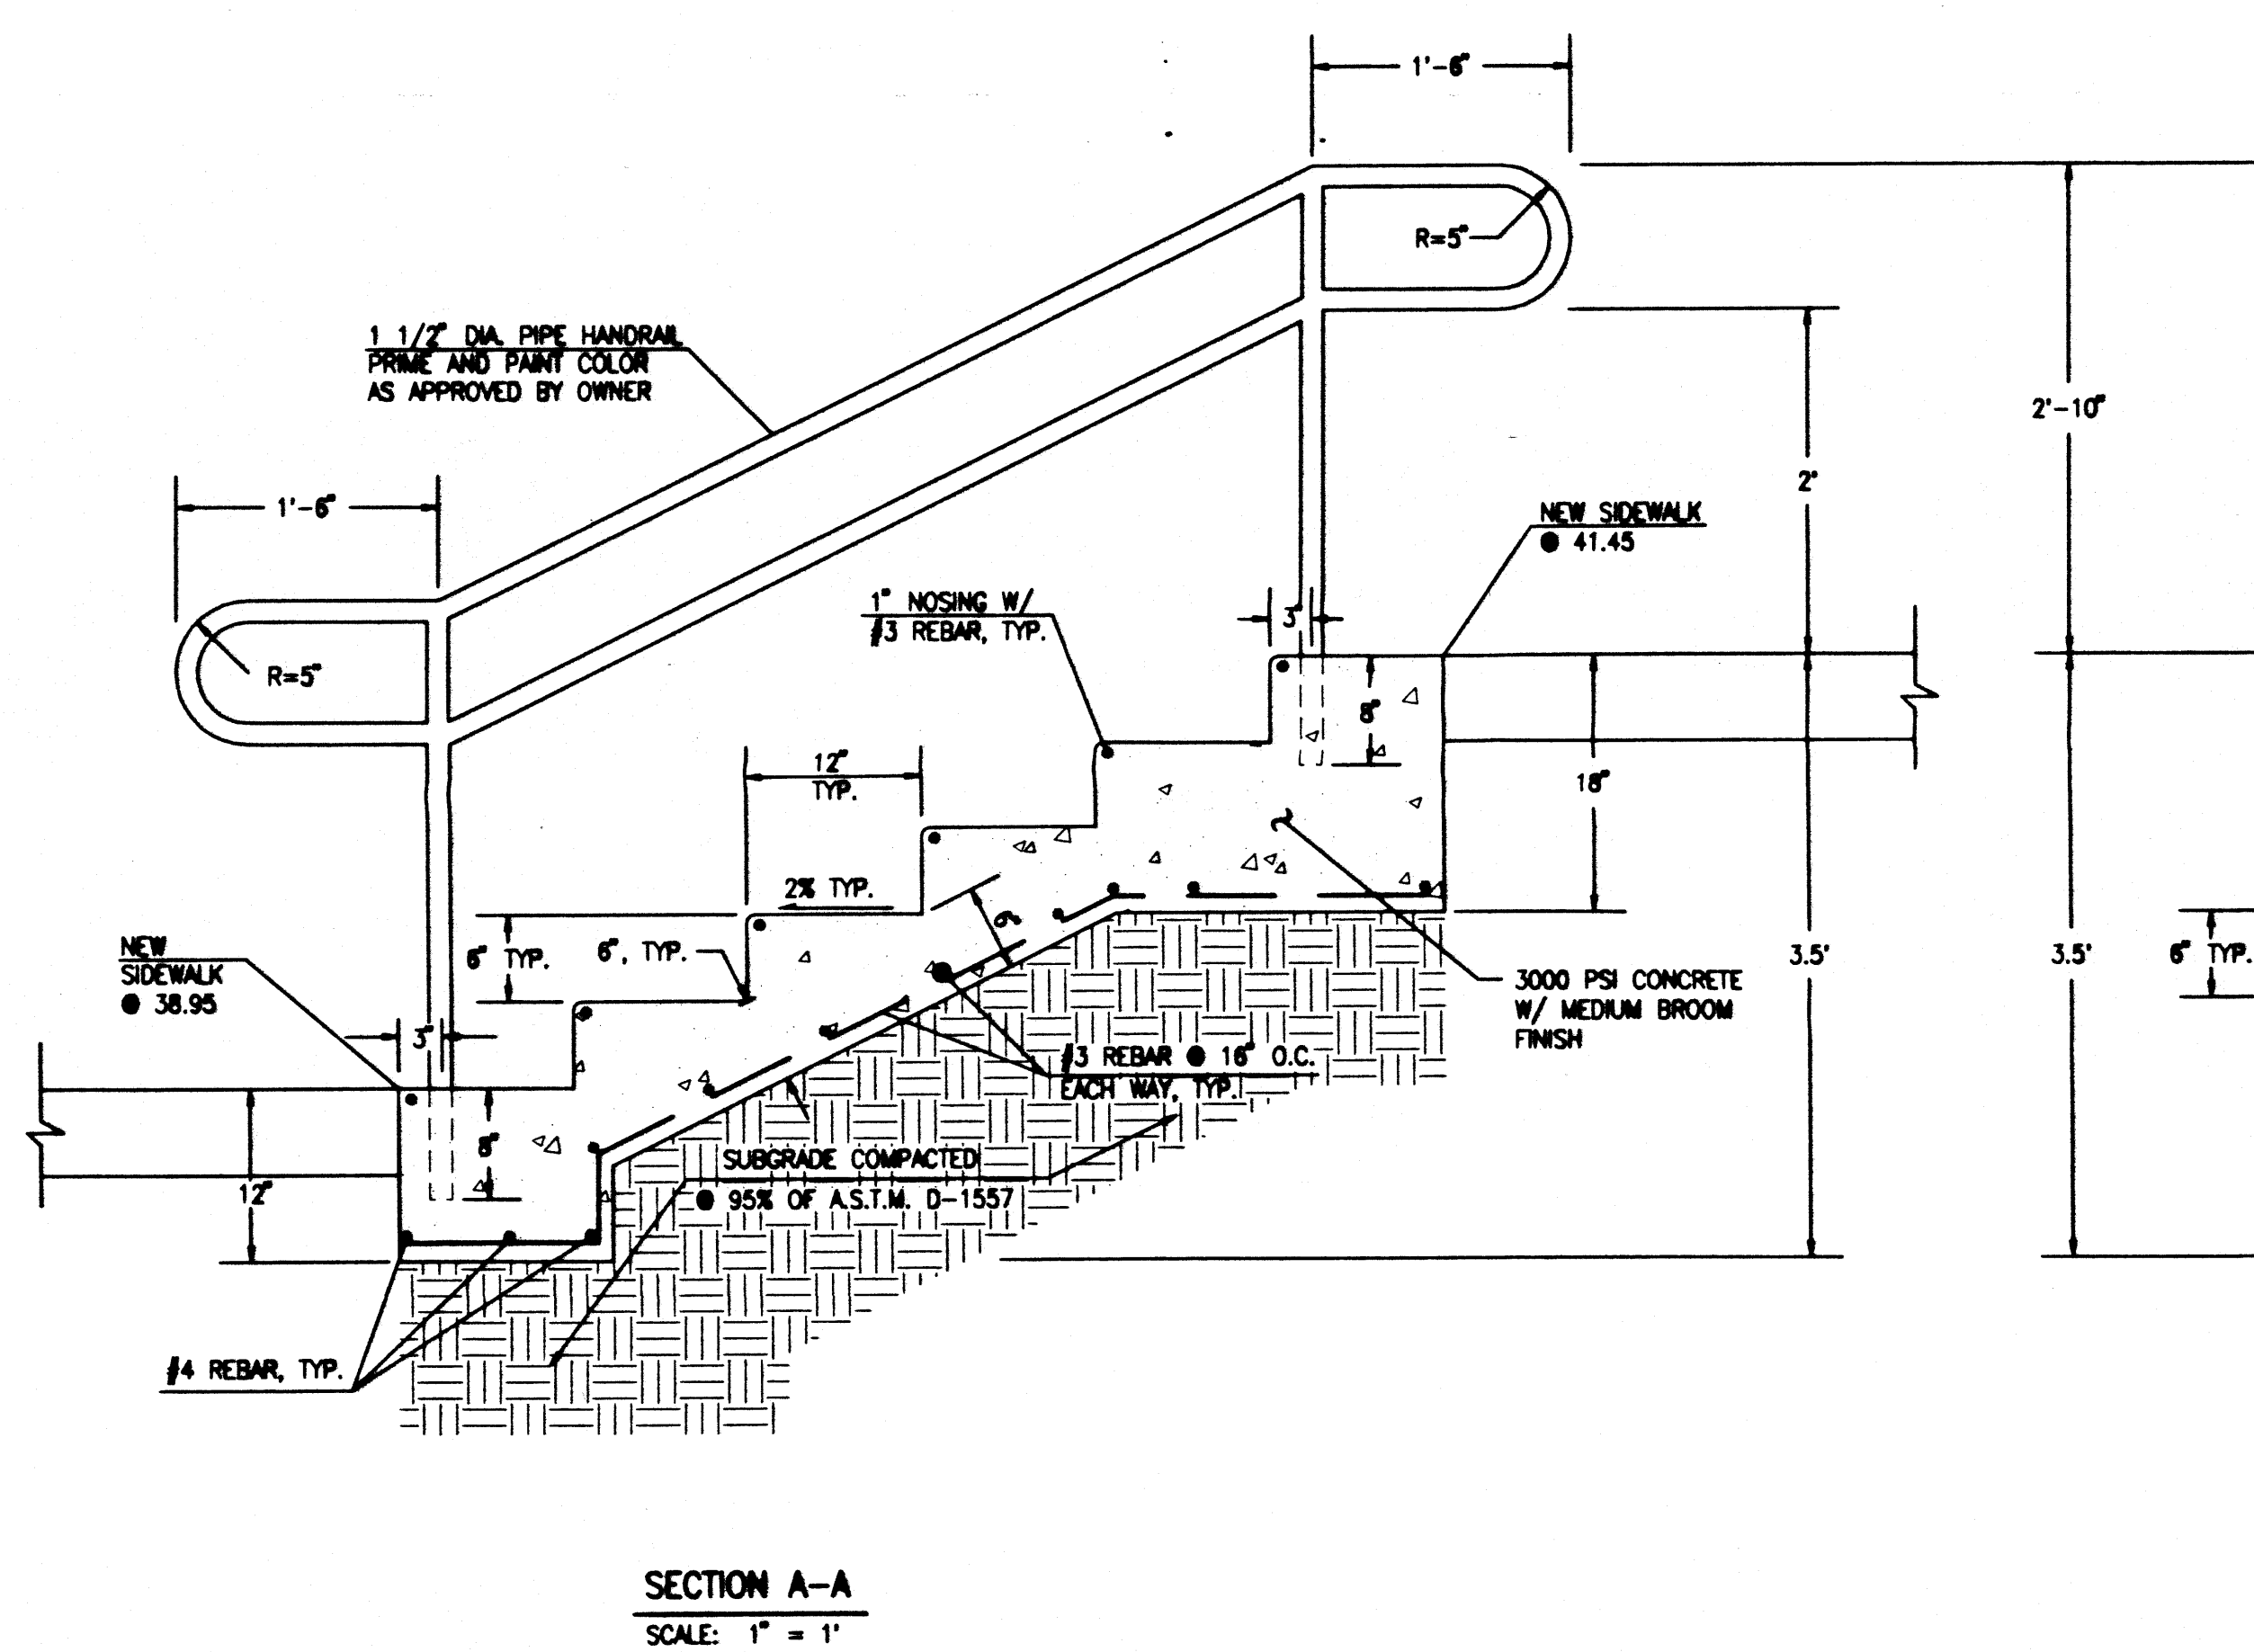 1'-6"
R=5"
1 1/2" DIA. PIPE HANDRAIL
PRIME AND PAINT COLOR
AS APPROVED BY OWNER
2'-10"
1'-6"
2'
NEW SIDEWALK
@ 41.45
1" NOSING W/
#3 REBAR, TYP.
3"
R=5"
8"
12"
TYP.
18"
2% TYP.
6" TYP.
6", TYP.
NEW
SIDEWALK
@ 38.95
3"
3.5'
3.5'
6" TYP.
3000 PSI CONCRETE
W/ MEDIUM BROOM
FINISH
#3 REBAR @ 16" O.C.
EACH WAY, TYP.
8"
12"
SUBGRADE COMPACTED
@ 95% OF A.S.T.M. D-1557
#4 REBAR, TYP.
SECTION A-A
SCALE: 1" = 1'